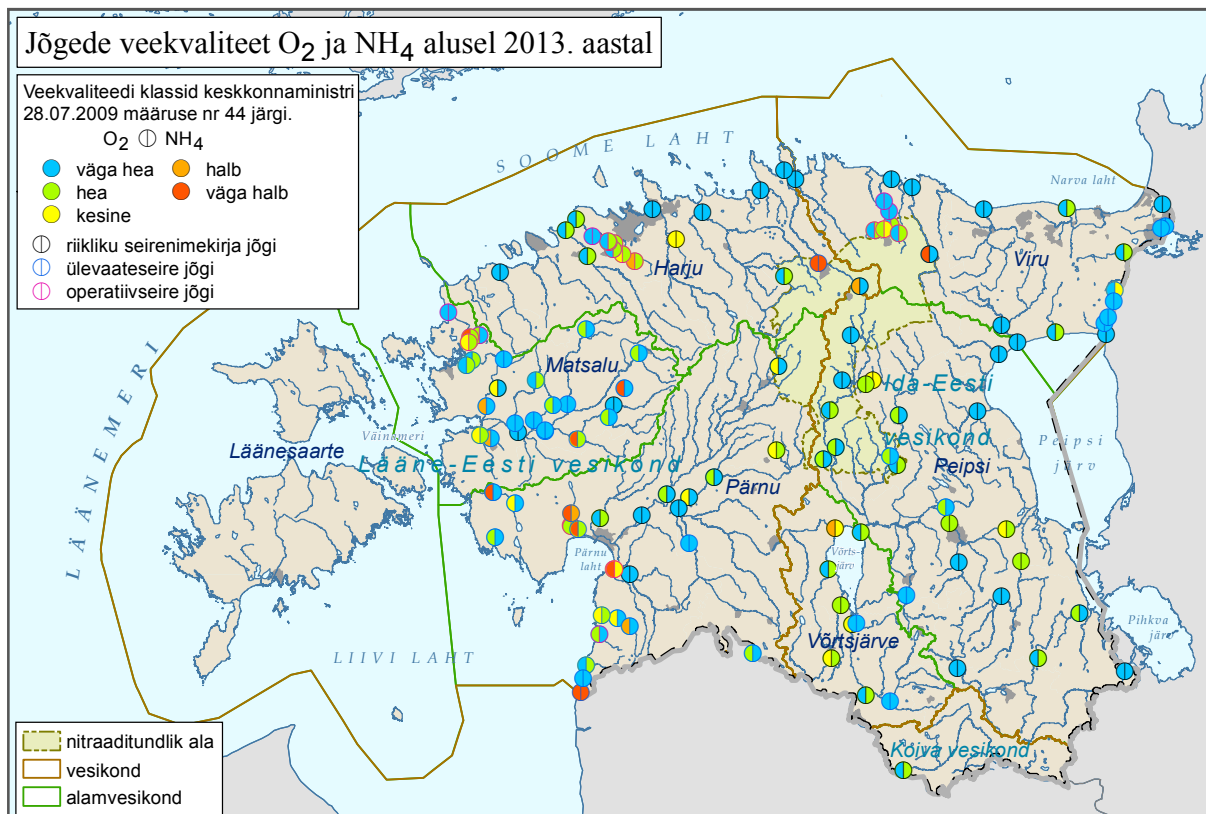 Jõgede veekvaliteet O2 ja NH4 alusel 2013. aastal
Veekvaliteedi klassid keskkonnaministri
28.07.2009 määruse nr 44 järgi.
O2 NH4
väga hea
halb
hea
väga halb
kesine
riikliku seirenimekirja jõgi
ülevaateseire jõgi
operatiivseire jõgi
SOOME LAHT
Narva laht
Harju
Viru
LÄÄNEMERI
Matsalu
Ida-Eesti
vesikond
Peipsi
järv
Väinameri
Läänesaarte
Lääne-Eesti vesikond
Peipsi
Pärnu
Pärnu
laht
Võrts-
järv
Pihkva
järv
Võrtsjärve
LIIVI LAHT
Koiva vesikond
nitraaditundlik ala
vesikond
alamvesikond